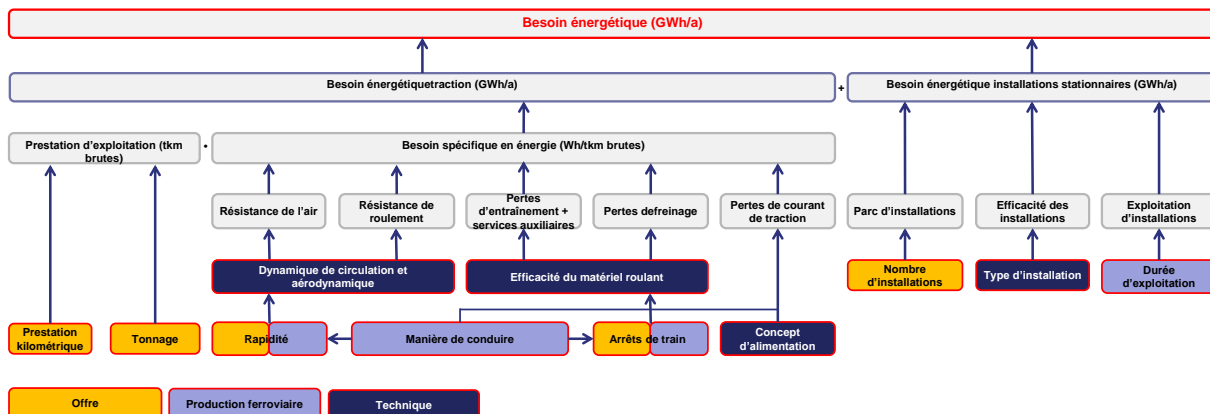 Besoin énergétique (GWh/a)
Besoin énergétiquetraction (GWh/a)
+
Besoin énergétique installations stationnaires (GWh/a)
Prestation d'exploitation (tkm
brutes)
•
Besoin spécifique en énergie (Wh/tkm brutes)
Résistance de l'air
Résistance de
roulement
Pertes
d'entraînement +
services auxiliaires
Pertes defreinage
Pertes de courant
de traction
Parc d'installations
Efficacité des
installations
Exploitation
d'installations
Dynamique de circulation et
aérodynamique
Efficacité du matériel roulant
Nombre
d'installations
Type d'installation
Durée
d'exploitation
Prestation
kilométrique
Tonnage
Rapidité
Manière de conduire
Arrêts de train
Concept
d'alimentation
Offre
Production ferroviaire
Technique